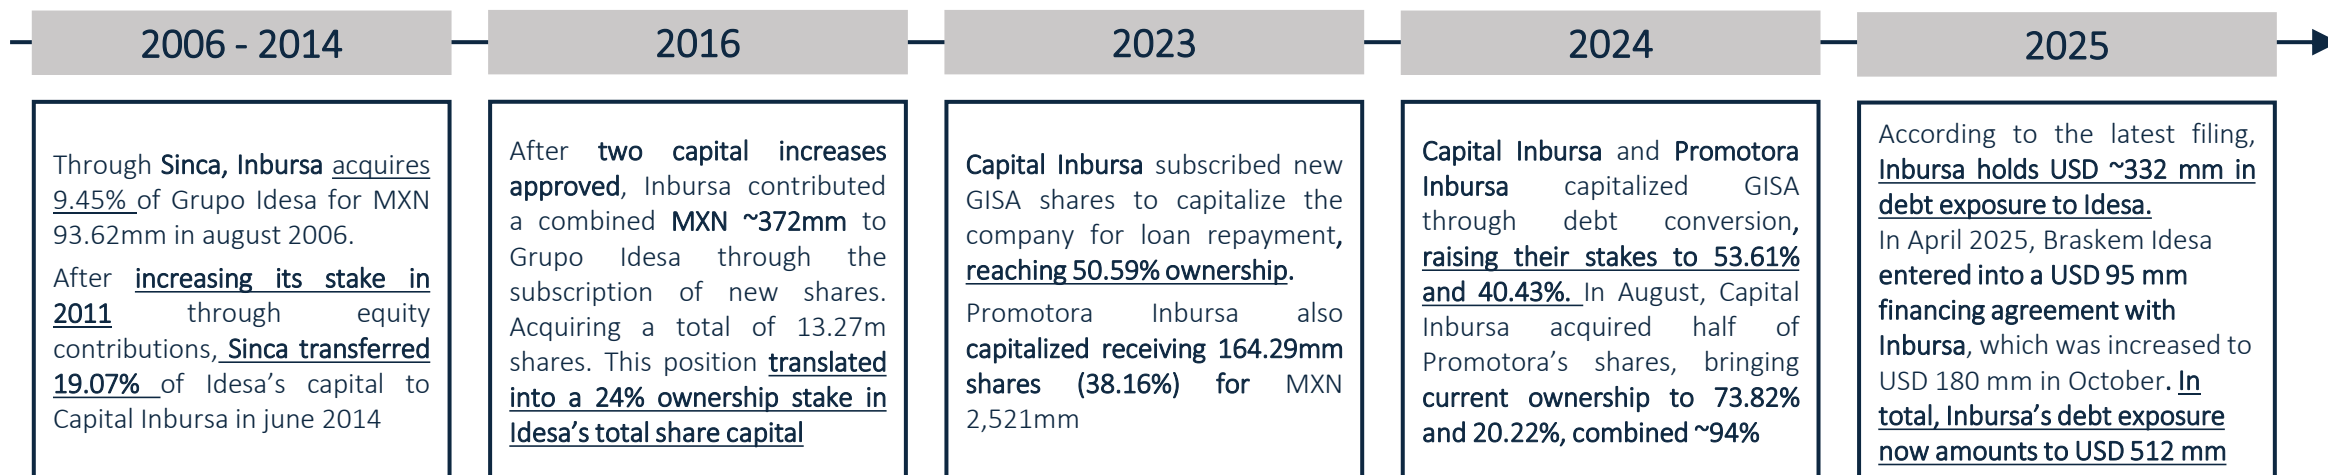 2006 - 2014
Through Sinca, Inbursa acquires
9.45% of Grupo Idesa for MXN
93.62mm in august 2006.
After increasing its stake in
2011 through equity
contributions, Sinca transferred
19.07% of Idesa's capital to
Capital Inbursa in june 2014
2016
After two capital increases
approved, Inbursa contributed
a combined MXN ~372mm to
Grupo Idesa through the
subscription of new shares.
Acquiring a total of 13.27m
shares. This position translated
into a 24% ownership stake in
Idesa's total share capital
2023
Capital Inbursa subscribed new
GISA shares to capitalize the
company for loan repayment,
reaching 50.59% ownership.
Promotora Inbursa also
capitalized receiving 164.29mm
shares (38.16%) for MXN
2,521mm
2024
Capital Inbursa and Promotora
Inbursa capitalized GISA
through debt conversion,
raising their stakes to 53.61%
and 40.43%. In August, Capital
Inbursa acquired half of
Promotora's shares, bringing
current ownership to 73.82%
and 20.22%, combined ~94%
2025
According to the latest filing,
Inbursa holds USD ~332 mm in
debt exposure to Idesa.
In April 2025, Braskem Idesa
entered into a USD 95 mm
financing agreement with
Inbursa, which was increased to
USD 180 mm in October. In
total, Inbursa's debt exposure
now amounts to USD 512 mm